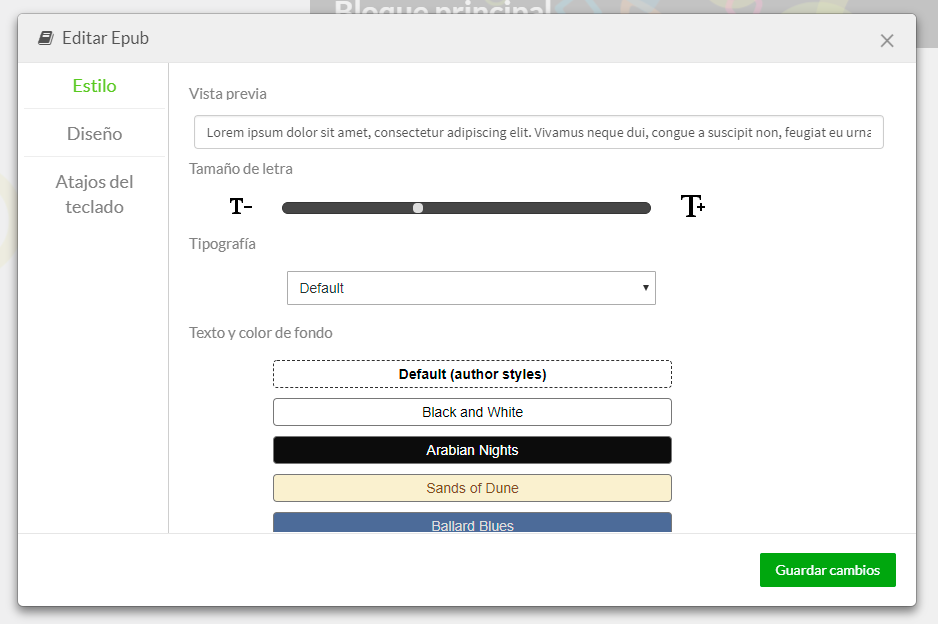 Bloque principal
Editar Epub
Estilo
Diseño
Atajos del
teclado
Vista previa
Lorem ipsum dolor sit amet, consectetur adipiscing elit. Vivamus neque dui, congue a suscipit non, feugiat eu urna
Tamaño de letra
T-
T+
Tipografía
Default
Texto y color de fondo
Default (author styles)
Black and White
Arabian Nights
Sands of Dune
Ballard Blues
Guardar cambios